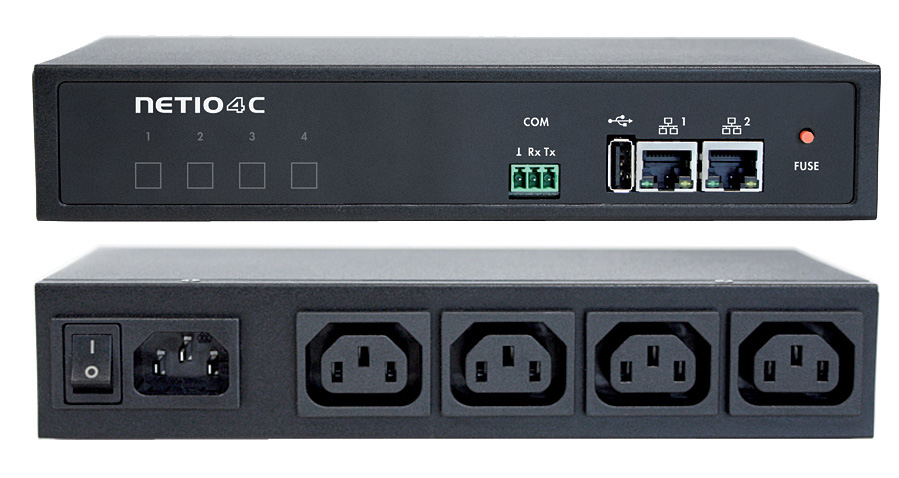 NETIO4C
1 2 3 4
COM
⊥ Rx Tx
1 2
FUSE
I
O